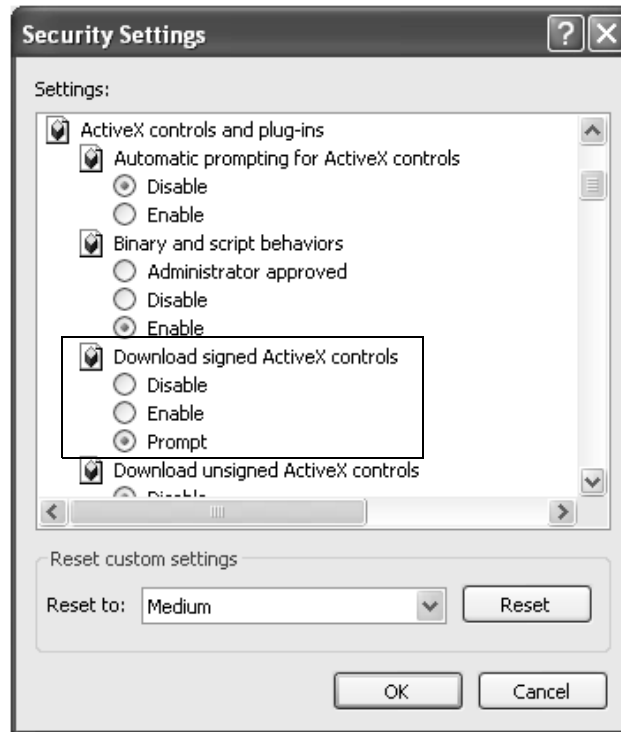 Security Settings
Settings:
ActiveX controls and plug-ins
Automatic prompting for ActiveX controls
Disable
Enable
Binary and script behaviors
Administrator approved
Disable
Enable
Download signed ActiveX controls
Disable
Enable
Prompt
Download unsigned ActiveX controls
Disable
Reset custom settings
Reset to: Medium Reset
OK Cancel